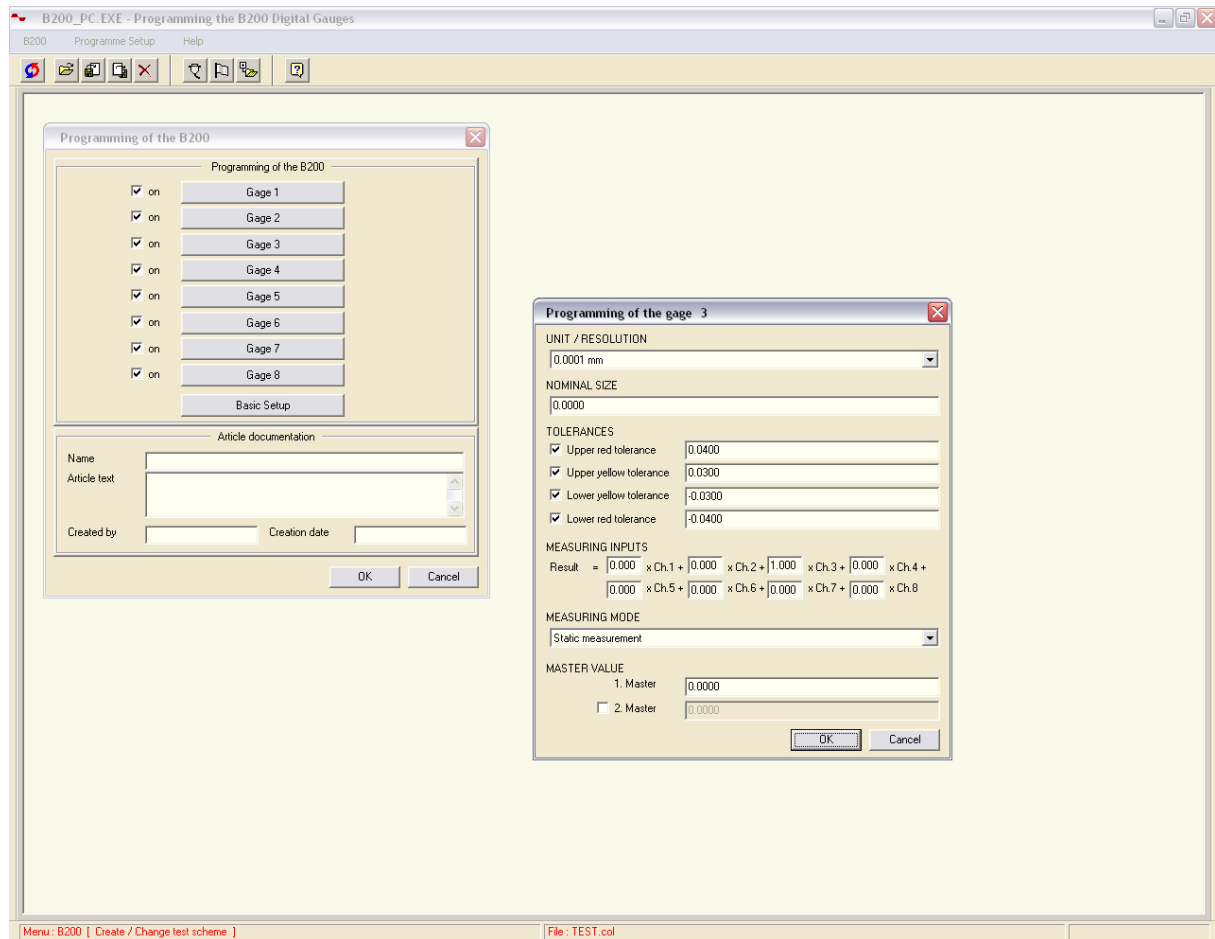 B200_PC.EXE - Programming the B200 Digital Gauges
B200 Programme Setup Help
Programming of the B200
Programming of the B200
on Gage 1
on Gage 2
on Gage 3
on Gage 4
on Gage 5
on Gage 6
on Gage 7
on Gage 8
Basic Setup
Article documentation
Name
Article text
Created by Creation date
OK Cancel
Programming of the gage 3
UNIT / RESOLUTION
0.0001 mm
NOMINAL SIZE
0.0000
TOLERANCES
Upper red tolerance 0.0400
Upper yellow tolerance 0.0300
Lower yellow tolerance -0.0300
Lower red tolerance -0.0400
MEASURING INPUTS
Result = 0.000 x Ch.1 + 0.000 x Ch.2 + 1.000 x Ch.3 + 0.000 x Ch.4 +
0.000 x Ch.5 + 0.000 x Ch.6 + 0.000 x Ch.7 + 0.000 x Ch.8
MEASURING MODE
Static measurement
MASTER VALUE
1. Master 0.0000
2. Master 0.0000
OK Cancel
Menu : B200 [ Create / Change test scheme ] File : TEST.col